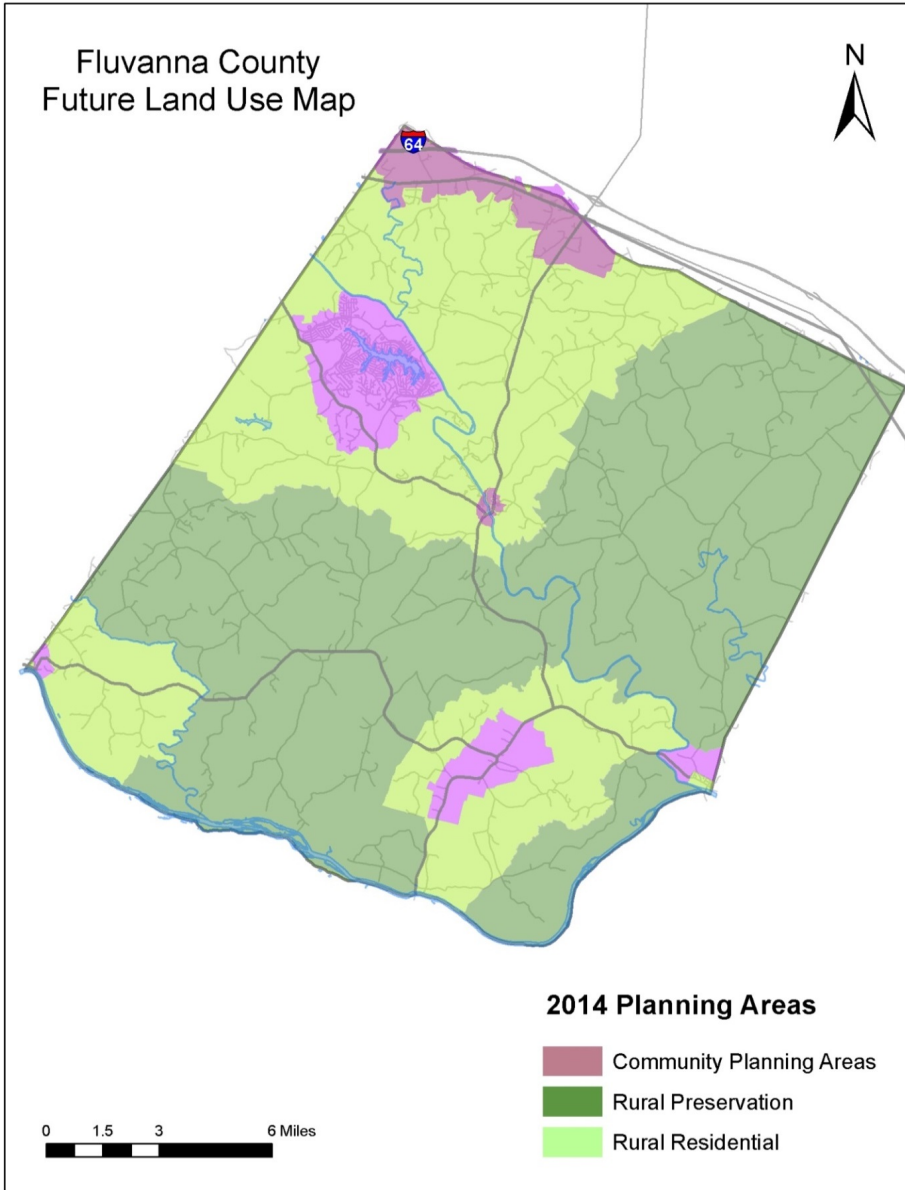 Fluvanna County
Future Land Use Map
N
64
2014 Planning Areas
Community Planning Areas
Rural Preservation
Rural Residential
0 1.5 3 6 Miles